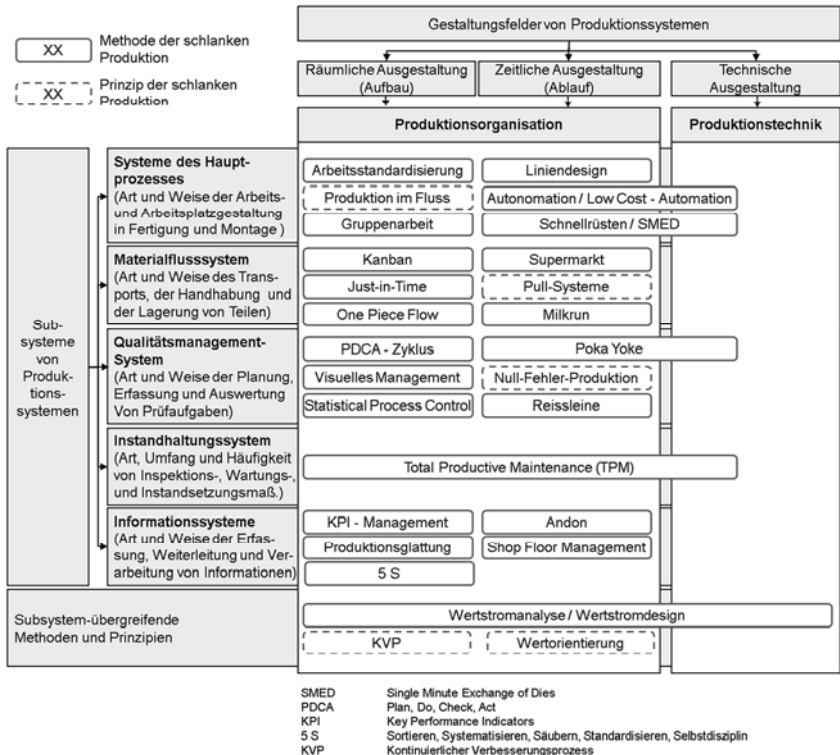 Gestaltungsfelder von Produktionssystemen
XX
Methode der schlanken
Produktion
XX
Prinzip der schlanken
Produktion
Räumliche Ausgestaltung
(Aufbau)
Zeitliche Ausgestaltung
(Ablauf)
Technische
Ausgestaltung
Produktionsorganisation
Produktionstechnik
Sub-
systeme
von
Produk-
tions-
systemen
Systeme des Haupt-
prozesses
(Art und Weise der Arbeits-
und Arbeitsplatzgestaltung
in Fertigung und Montage )
Arbeitsstandardisierung
Liniendesign
Produktion im Fluss
Autonomation / Low Cost - Automation
Gruppenarbeit
Schnellrüsten / SMED
Materialflusssystem
(Art und Weise des Trans-
ports, der Handhabung und
der Lagerung von Teilen)
Kanban
Supermarkt
Just-in-Time
Pull-Systeme
One Piece Flow
Milkrun
Qualitätsmanagement-
System
(Art und Weise der Planung,
Erfassung und Auswertung
Von Prüfaufgaben)
PDCA - Zyklus
Poka Yoke
Visuelles Management
Null-Fehler-Produktion
Statistical Process Control
Reissleine
Instandhaltungssystem
(Art, Umfang und Häufigkeit
von Inspektions-, Wartungs-,
und Instandsetzungsmaß.)
Total Productive Maintenance (TPM)
Informationssysteme
(Art und Weise der Erfas-
sung, Weiterleitung und Ver-
arbeitung von Informationen)
KPI - Management
Andon
Produktionsglättung
Shop Floor Management
5 S
Subsystem-übergreifende
Methoden und Prinzipien
Wertstromanalyse / Wertstromdesign
KVP
Wertorientierung
SMED Single Minute Exchange of Dies
PDCA Plan, Do, Check, Act
KPI Key Performance Indicators
5 S Sortieren, Systematisieren, Säubern, Standardisieren, Selbstdisziplin
KVP Kontinuierlicher Verbesserungsprozess